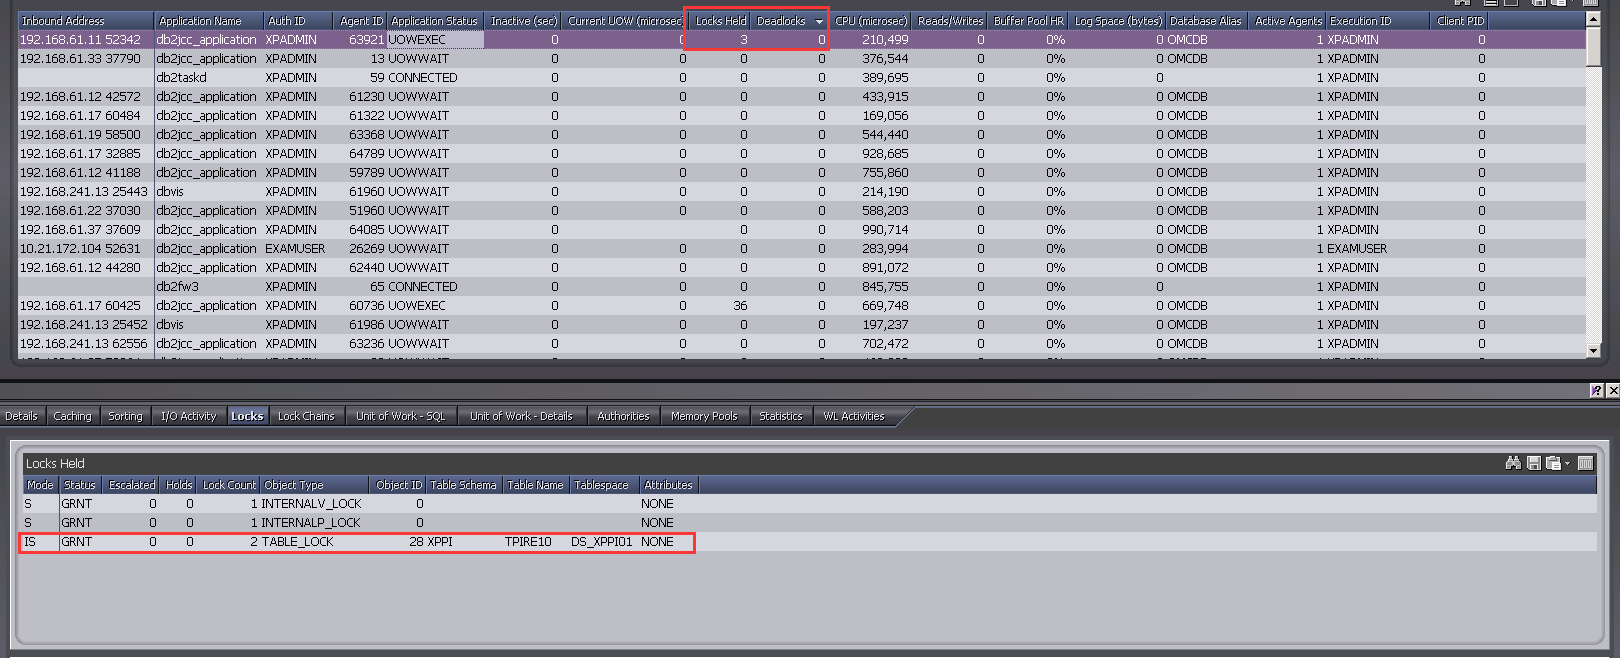 Inbound Address Application Name Auth ID Agent ID Application Status Inactive (sec) Current UOW (microsec) Locks Held Deadlocks CPU (microsec) Reads/Writes Buffer Pool HR Log Space (bytes) Database Alias Active Agents Execution ID Client PID
192.168.61.11 52342 db2jcc_application XPADMIN 63921 UOWEXEC 0 0 3 0 210,499 0 0% 0 OMCDB 1 XPADMIN 0
192.168.61.33 37790 db2jcc_application XPADMIN 13 UOWWAIT 0 0 0 0 376,544 0 0% 0 OMCDB 1 XPADMIN 0
db2taskd XPADMIN 59 CONNECTED 0 0 0 0 389,695 0 0% 0 1 XPADMIN 0
192.168.61.12 42572 db2jcc_application XPADMIN 61230 UOWWAIT 0 0 0 0 433,915 0 0% 0 OMCDB 1 XPADMIN 0
192.168.61.17 60484 db2jcc_application XPADMIN 61322 UOWWAIT 0 0 0 0 169,056 0 0% 0 OMCDB 1 XPADMIN 0
192.168.61.19 58500 db2jcc_application XPADMIN 63368 UOWWAIT 0 0 0 0 544,440 0 0% 0 OMCDB 1 XPADMIN 0
192.168.61.17 32885 db2jcc_application XPADMIN 64789 UOWWAIT 0 0 0 0 928,685 0 0% 0 OMCDB 1 XPADMIN 0
192.168.61.12 41188 db2jcc_application XPADMIN 59789 UOWWAIT 0 0 0 0 755,860 0 0% 0 OMCDB 1 XPADMIN 0
192.168.241.13 25443 dbvis XPADMIN 61960 UOWWAIT 0 0 0 214,190 0 0% 0 OMCDB 1 XPADMIN 0
192.168.61.22 37030 db2jcc_application XPADMIN 51960 UOWWAIT 0 0 0 0 588,203 0 0% 0 OMCDB 1 XPADMIN 0
192.168.61.37 37609 db2jcc_application XPADMIN 64085 UOWWAIT 0 0 0 990,714 0 0% 0 OMCDB 1 XPADMIN 0
10.21.172.104 52631 db2jcc_application EXAMUSER 26269 UOWWAIT 0 0 0 0 283,994 0 0% 0 OMCDB 1 EXAMUSER 0
192.168.61.12 44280 db2jcc_application XPADMIN 62440 UOWWAIT 0 0 0 0 891,072 0 0% 0 OMCDB 1 XPADMIN 0
db2fw3 XPADMIN 65 CONNECTED 0 0 0 0 845,755 0 0% 0 1 XPADMIN 0
192.168.61.17 60425 db2jcc_application XPADMIN 60736 UOWEXEC 0 0 36 0 669,748 0 0% 0 OMCDB 1 XPADMIN 0
192.168.241.13 25452 dbvis XPADMIN 61986 UOWWAIT 0 0 0 0 197,237 0 0% 0 OMCDB 1 XPADMIN 0
192.168.241.13 62556 db2jcc_application XPADMIN 63236 UOWWAIT 0 0 0 0 702,472 0 0% 0 OMCDB 1 XPADMIN 0
Details Caching Sorting I/O Activity Locks Lock Chains Unit of Work - SQL Unit of Work - Details Authorities Memory Pools Statistics WL Activities
Locks Held
Mode Status Escalated Holds Lock Count Object Type Object ID Table Schema Table Name Tablespace Attributes
S GRNT 0 0 1 INTERNALV_LOCK 0 NONE
S GRNT 0 0 1 INTERNALP_LOCK 0 NONE
IS GRNT 0 0 2 TABLE_LOCK 28 XPPI TPIRE10 DS_XPPI01 NONE